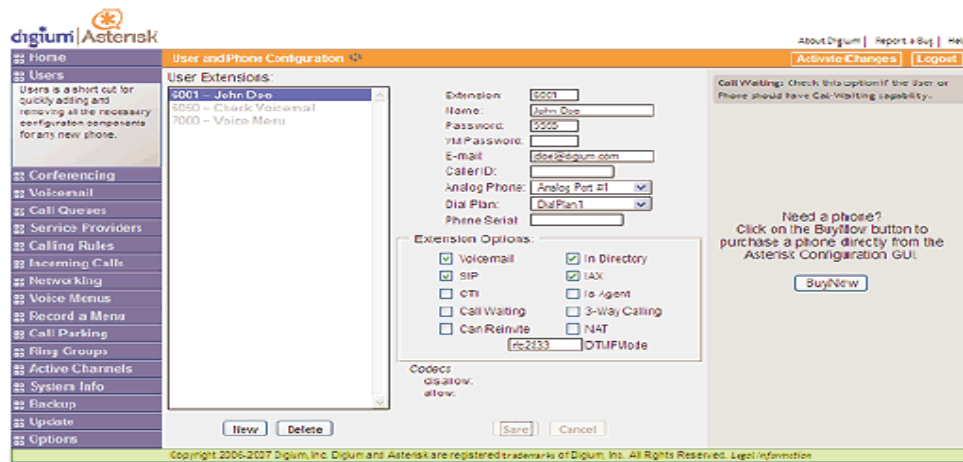 digium | Asterisk
About Digium | Report a Bug | Help
Home
User and Phone Configuration
Activate Changes
Logout
Users
Users is a short cut for
quickly adding and
removing all the necessary
configuration components
for any new phone.
Conferencing
Voicemail
Call Queues
Service Providers
Calling Rules
Incoming Calls
Networking
Voice Menus
Record a Menu
Call Parking
Ring Groups
Active Channels
System Info
Backup
Update
Options
User Extensions:
6001 – John Doe
6050 – Check Voicemail
7000 – Voice Menu
New
Delete
Extension: 6001
Name: John Doe
Password:
VM Password:
E-mail: jdoe@digium.com
Caller ID:
Analog Phone: Analog Port #1
Dial Plan: DialPlan1
Phone Serial:
Extension Options:
Voicemail
In Directory
SIP
IAX
CTI
Is Agent
Call Waiting
3-Way Calling
Can Reinvite
NAT
rfc2833 DTMFMode
Codecs
disallow:
allow:
Save
Cancel
Call Waiting: Check this option if the User or
Phone should have Call-Waiting capability.
Need a phone?
Click on the BuyNow button to
purchase a phone directly from the
Asterisk Configuration GUI.
BuyNow
Copyright 2006-2007 Digium, Inc. Digium and Asterisk are registered trademarks of Digium, Inc. All Rights Reserved. Legal Information